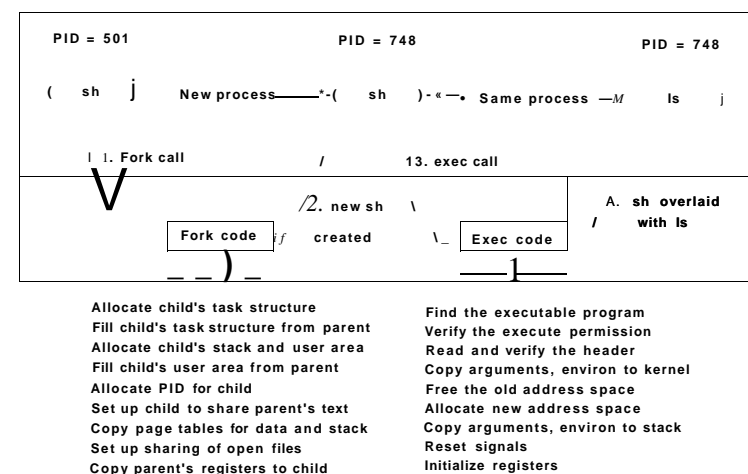 PID = 501
PID = 748
PID = 748
( sh j
New process
*-( sh )-«—•
Same process —M
ls j
| 1. Fork call
/
13. exec call
V
/2. new sh \
A. sh overlaid
/ with ls
Fork code
if created \_
Exec code
_ _ ) _
—1—
Allocate child's task structure
Fill child's task structure from parent
Allocate child's stack and user area
Fill child's user area from parent
Allocate PID for child
Set up child to share parent's text
Copy page tables for data and stack
Set up sharing of open files
Copy parent's registers to child
Find the executable program
Verify the execute permission
Read and verify the header
Copy arguments, environ to kernel
Free the old address space
Allocate new address space
Copy arguments, environ to stack
Reset signals
Initialize registers